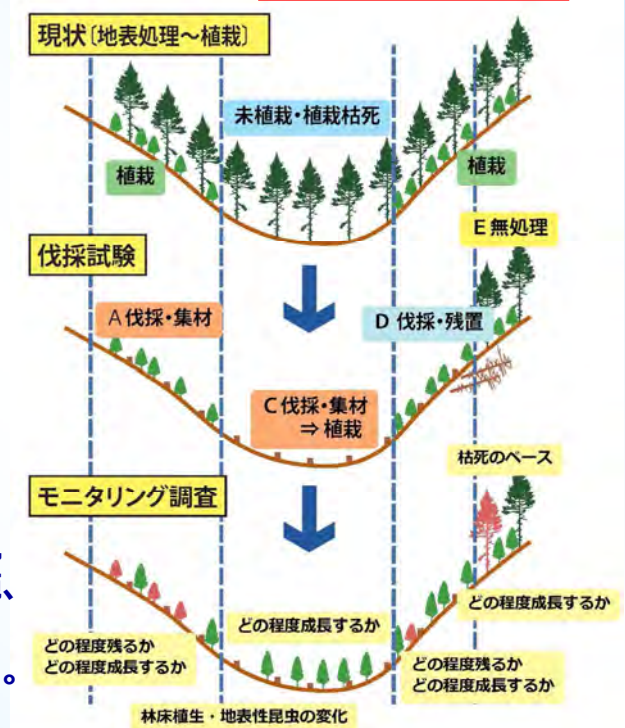 現状〔地表処理~植栽〕
未植栽・植栽枯死
植栽
植栽
E 無処理
伐採試験
A 伐採・集材
D 伐採・残置
C 伐採・集材
⇒ 植栽
枯死のペース
モニタリング調査
どの程度成長するか
どの程度成長するか
どの程度残るか
どの程度成長するか
どの程度残るか
どの程度成長するか
。
林床植生・地表性昆虫の変化